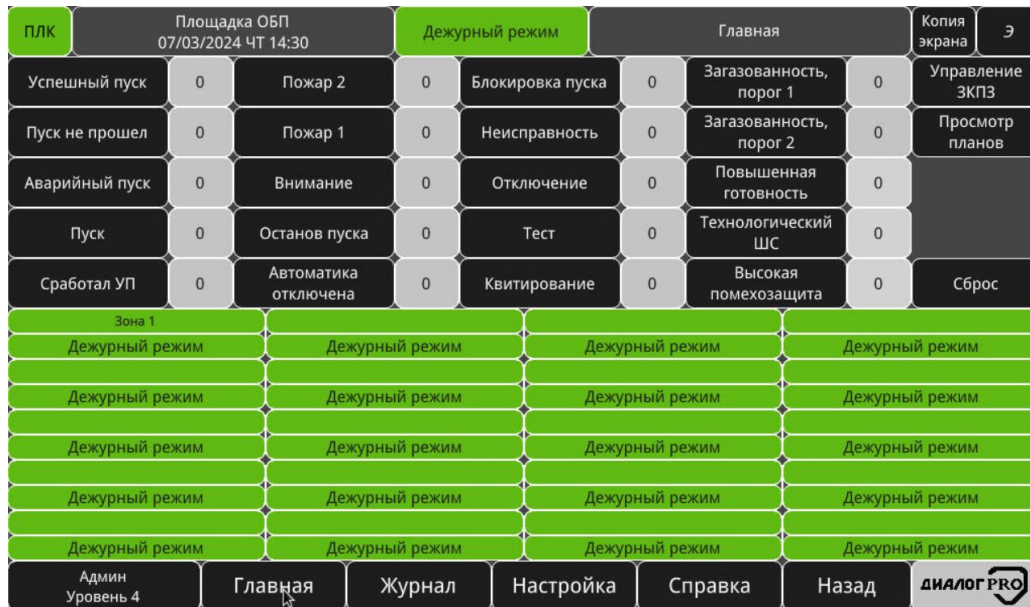 ПЛК
Площадка ОБП
07/03/2024 ЧТ 14:30
Дежурный режим
Главная
Копия
экрана
Э
Успешный пуск 0 Пожар 2 0 Блокировка пуска 0
Загазованность,
порог 1
0
Управление
ЗКПЗ
Пуск не прошел 0 Пожар 1 0 Неисправность 0
Загазованность,
порог 2
0
Просмотр
планов
Аварийный пуск 0 Внимание 0 Отключение 0
Повышенная
готовность
0
Пуск 0 Останов пуска 0 Тест 0
Технологический
ШС
0
Сработал УП 0
Автоматика
отключена
0 Квитирование 0
Высокая
помехозащита
0 Сброс
Зона 1
Дежурный режим Дежурный режим Дежурный режим Дежурный режим
Дежурный режим Дежурный режим Дежурный режим Дежурный режим
Дежурный режим Дежурный режим Дежурный режим Дежурный режим
Дежурный режим Дежурный режим Дежурный режим Дежурный режим
Дежурный режим Дежурный режим Дежурный режим Дежурный режим
Админ
Уровень 4
Главная Журнал Настройка Справка Назад ДИАЛОГ PRO